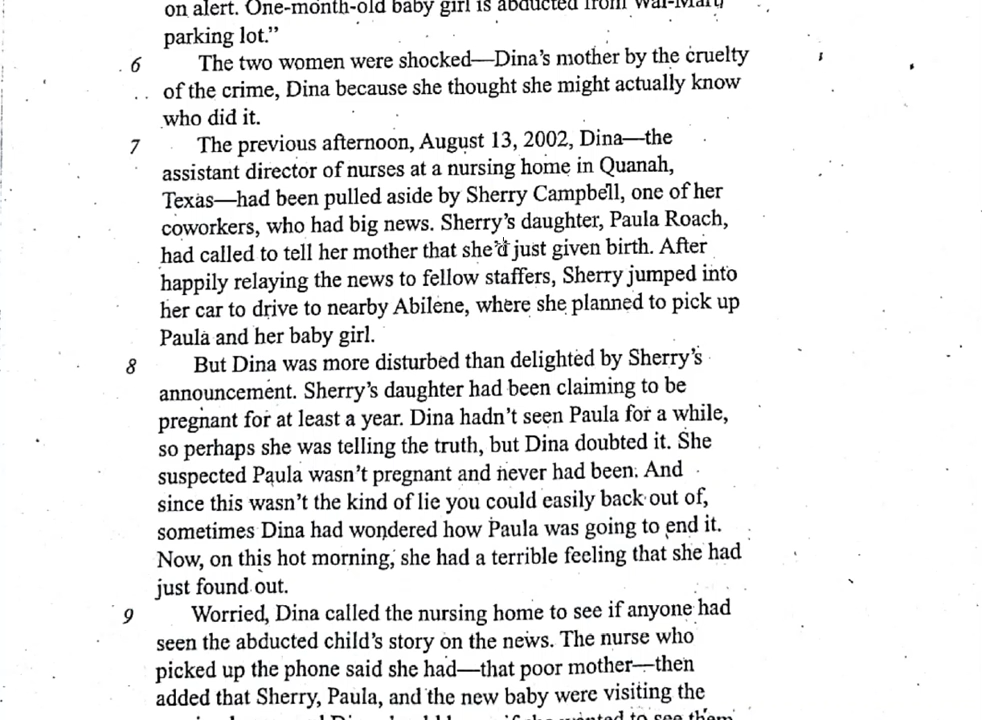 on alert. One-month-old baby girl is abducted from Wal-Mart
parking lot.”
6 The two women were shocked—Dina’s mother by the cruelty
of the crime, Dina because she thought she might actually know
who did it.
7 The previous afternoon, August 13, 2002, Dina—the
assistant director of nurses at a nursing home in Quanah,
Texas—had been pulled aside by Sherry Campbell, one of her
coworkers, who had big news. Sherry’s daughter, Paula Roach,
had called to tell her mother that she’d just given birth. After
happily relaying the news to fellow staffers, Sherry jumped into
her car to drive to nearby Abilene, where she planned to pick up
Paula and her baby girl.
8 But Dina was more disturbed than delighted by Sherry’s
announcement. Sherry’s daughter had been claiming to be
pregnant for at least a year. Dina hadn’t seen Paula for a while,
so perhaps she was telling the truth, but Dina doubted it. She
suspected Paula wasn’t pregnant and never had been. And
since this wasn’t the kind of lie you could easily back out of,
sometimes Dina had wondered how Paula was going to end it.
Now, on this hot morning, she had a terrible feeling that she had
just found out.
9 Worried, Dina called the nursing home to see if anyone had
seen the abducted child’s story on the news. The nurse who
picked up the phone said she had—that poor mother—then
added that Sherry, Paula, and the new baby were visiting the
if she wanted to see them